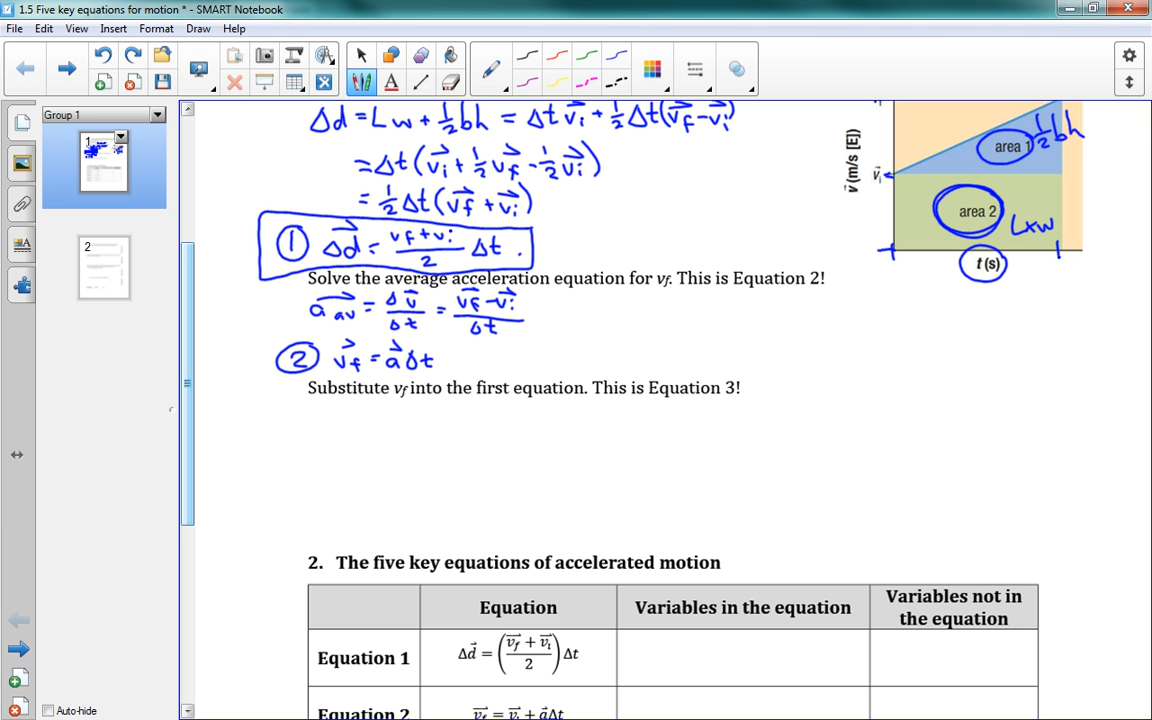 1.5 Five key equations for motion * - SMART Notebook
File Edit View Insert Format Draw Help
Group 1
1
2
Δd = Lw + ½bh = Δt v⃗i + ½Δt(v⃗f - v⃗i)
= Δt(v⃗i + ½v⃗f - ½v⃗i)
= ½Δt(v⃗f + v⃗i)
① Δd⃗ = vf + vi / 2 Δt .
Solve the average acceleration equation for vf. This is Equation 2!
a⃗av = Δv⃗ / Δt = v⃗f - v⃗i / Δt
② v⃗f = a⃗Δt
Substitute vf into the first equation. This is Equation 3!
v⃗ (m/s [E])
v⃗i
area 1 ½bh
area 2 Lxw
t (s)
2. The five key equations of accelerated motion
Equation Variables in the equation Variables not in the equation
Equation 1 Δd⃗ = (v⃗f + v⃗i / 2) Δt
Equation 2 v⃗f = v⃗i + a⃗Δt
Auto-hide